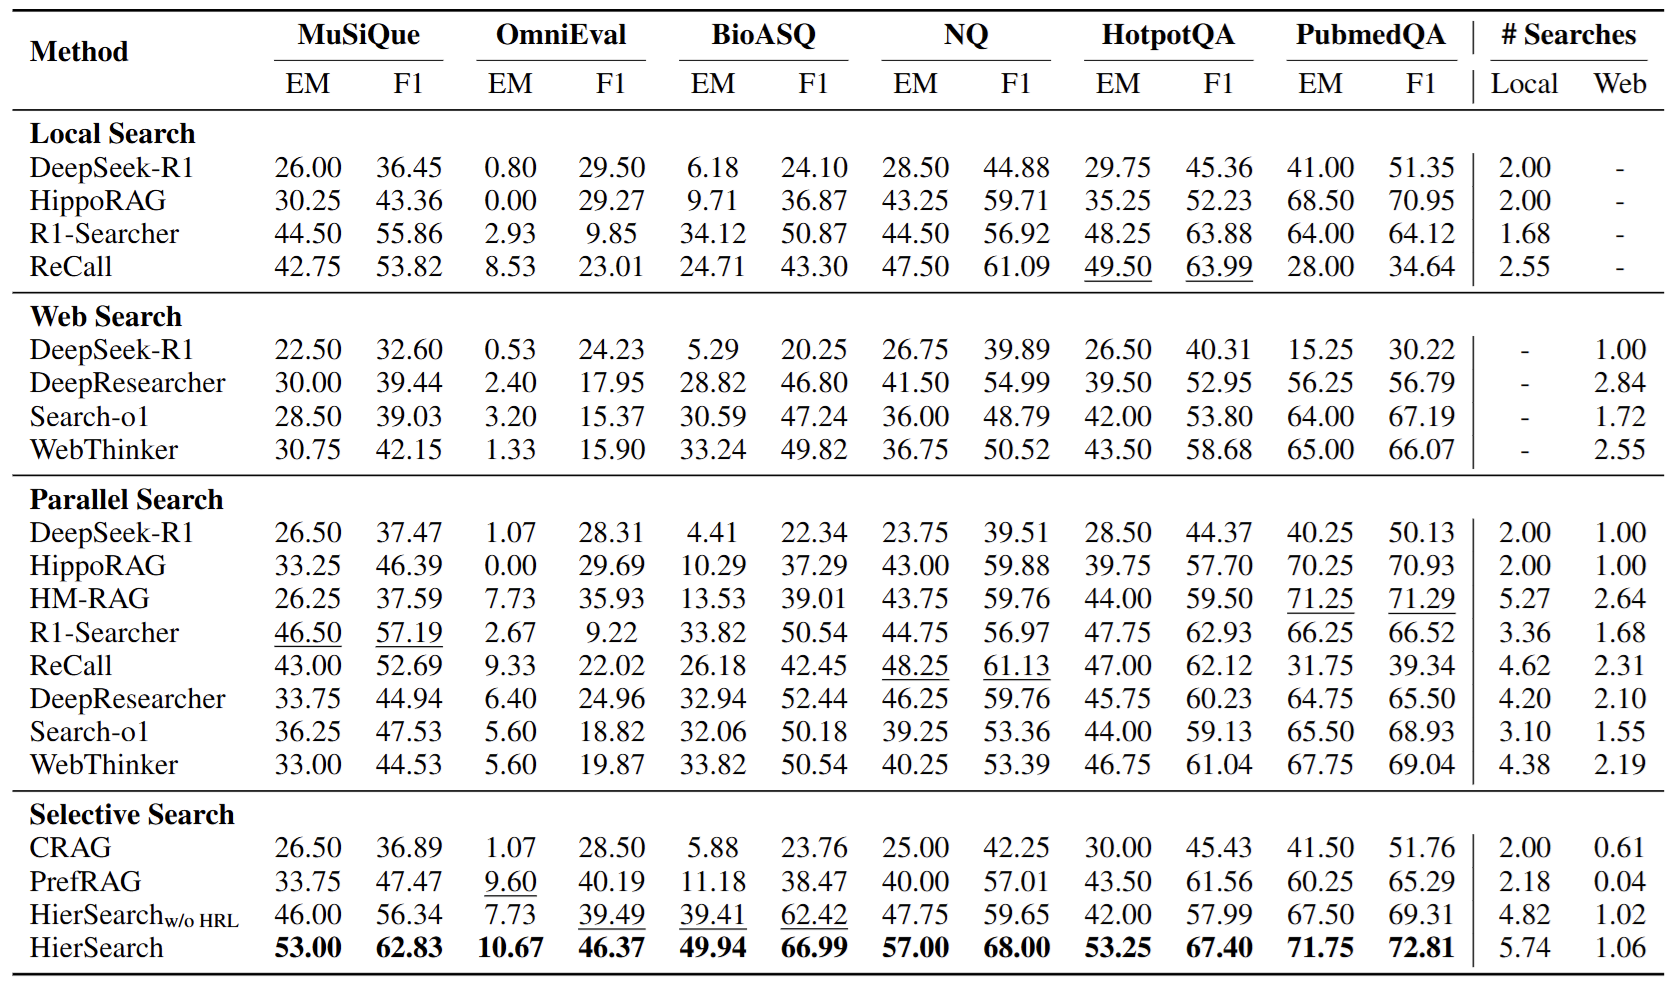 Method MuSiQue OmniEval BioASQ NQ HotpotQA PubmedQA # Searches
EM F1 EM F1 EM F1 EM F1 EM F1 EM F1 Local Web
Local Search
DeepSeek-R1 26.00 36.45 0.80 29.50 6.18 24.10 28.50 44.88 29.75 45.36 41.00 51.35 2.00 -
HippoRAG 30.25 43.36 0.00 29.27 9.71 36.87 43.25 59.71 35.25 52.23 68.50 70.95 2.00 -
R1-Searcher 44.50 55.86 2.93 9.85 34.12 50.87 44.50 56.92 48.25 63.88 64.00 64.12 1.68 -
ReCall 42.75 53.82 8.53 23.01 24.71 43.30 47.50 61.09 49.50 63.99 28.00 34.64 2.55 -
Web Search
DeepSeek-R1 22.50 32.60 0.53 24.23 5.29 20.25 26.75 39.89 26.50 40.31 15.25 30.22 - 1.00
DeepResearcher 30.00 39.44 2.40 17.95 28.82 46.80 41.50 54.99 39.50 52.95 56.25 56.79 - 2.84
Search-o1 28.50 39.03 3.20 15.37 30.59 47.24 36.00 48.79 42.00 53.80 64.00 67.19 - 1.72
WebThinker 30.75 42.15 1.33 15.90 33.24 49.82 36.75 50.52 43.50 58.68 65.00 66.07 - 2.55
Parallel Search
DeepSeek-R1 26.50 37.47 1.07 28.31 4.41 22.34 23.75 39.51 28.50 44.37 40.25 50.13 2.00 1.00
HippoRAG 33.25 46.39 0.00 29.69 10.29 37.29 43.00 59.88 39.75 57.70 70.25 70.93 2.00 1.00
HM-RAG 26.25 37.59 7.73 35.93 13.53 39.01 43.75 59.76 44.00 59.50 71.25 71.29 5.27 2.64
R1-Searcher 46.50 57.19 2.67 9.22 33.82 50.54 44.75 56.97 47.75 62.93 66.25 66.52 3.36 1.68
ReCall 43.00 52.69 9.33 22.02 26.18 42.45 48.25 61.13 47.00 62.12 31.75 39.34 4.62 2.31
DeepResearcher 33.75 44.94 6.40 24.96 32.94 52.44 46.25 59.76 45.75 60.23 64.75 65.50 4.20 2.10
Search-o1 36.25 47.53 5.60 18.82 32.06 50.18 39.25 53.36 44.00 59.13 65.50 68.93 3.10 1.55
WebThinker 33.00 44.53 5.60 19.87 33.82 50.54 40.25 53.39 46.75 61.04 67.75 69.04 4.38 2.19
Selective Search
CRAG 26.50 36.89 1.07 28.50 5.88 23.76 25.00 42.25 30.00 45.43 41.50 51.76 2.00 0.61
PrefRAG 33.75 47.47 9.60 40.19 11.18 38.47 40.00 57.01 43.50 61.56 60.25 65.29 2.18 0.04
HierSearch w/o HRL 46.00 56.34 7.73 39.49 39.41 62.42 47.75 59.65 42.00 57.99 67.50 69.31 4.82 1.02
HierSearch 53.00 62.83 10.67 46.37 49.94 66.99 57.00 68.00 53.25 67.40 71.75 72.81 5.74 1.06